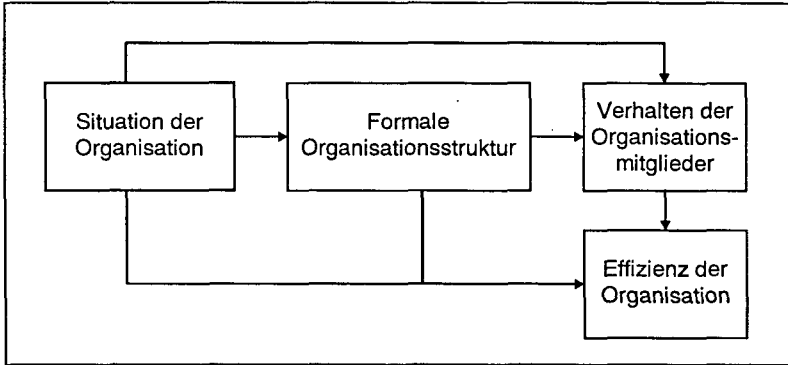 Situation der
Organisation
Formale
Organisationsstruktur
Verhalten der
Organisations-
mitglieder
Effizienz der
Organisation